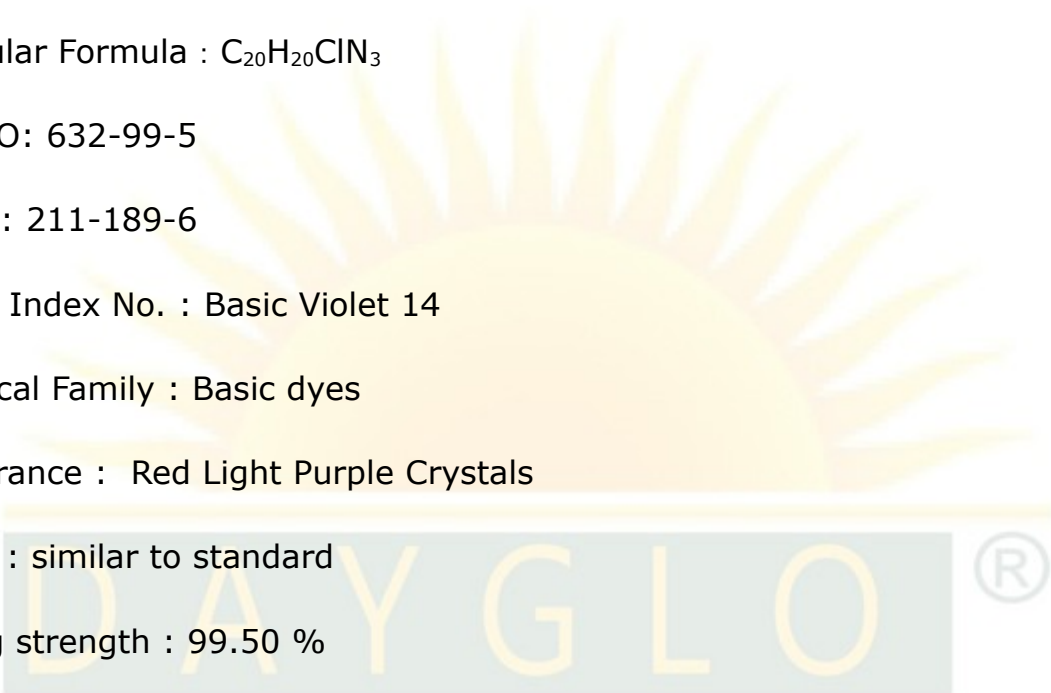 ular Formula : C₂₀H₂₀ClN₃
O: 632-99-5
: 211-189-6
Index No. : Basic Violet 14
cal Family : Basic dyes
rance : Red Light Purple Crystals
: similar to standard
g strength : 99.50 %
DAYGLO ®